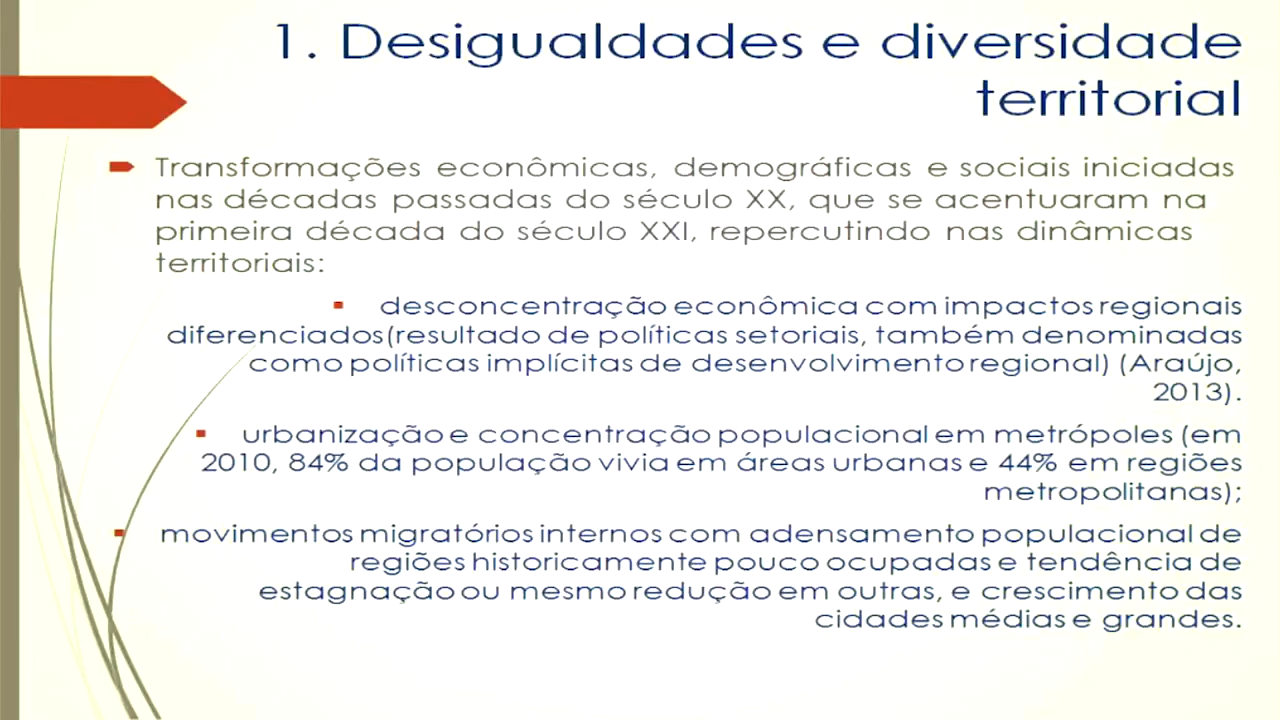 1. Desigualdades e diversidade
territorial
Transformações econômicas, demográficas e sociais iniciadas
nas décadas passadas do século XX, que se acentuaram na
primeira década do século XXI, repercutindo nas dinâmicas
territoriais:
desconcentração econômica com impactos regionais
diferenciados(resultado de políticas setoriais, também denominadas
como políticas implícitas de desenvolvimento regional) (Araújo,
2013).
urbanização e concentração populacional em metrópoles (em
2010, 84% da população vivia em áreas urbanas e 44% em regiões
metropolitanas);
movimentos migratórios internos com adensamento populacional de
regiões historicamente pouco ocupadas e tendência de
estagnação ou mesmo redução em outras, e crescimento das
cidades médias e grandes.